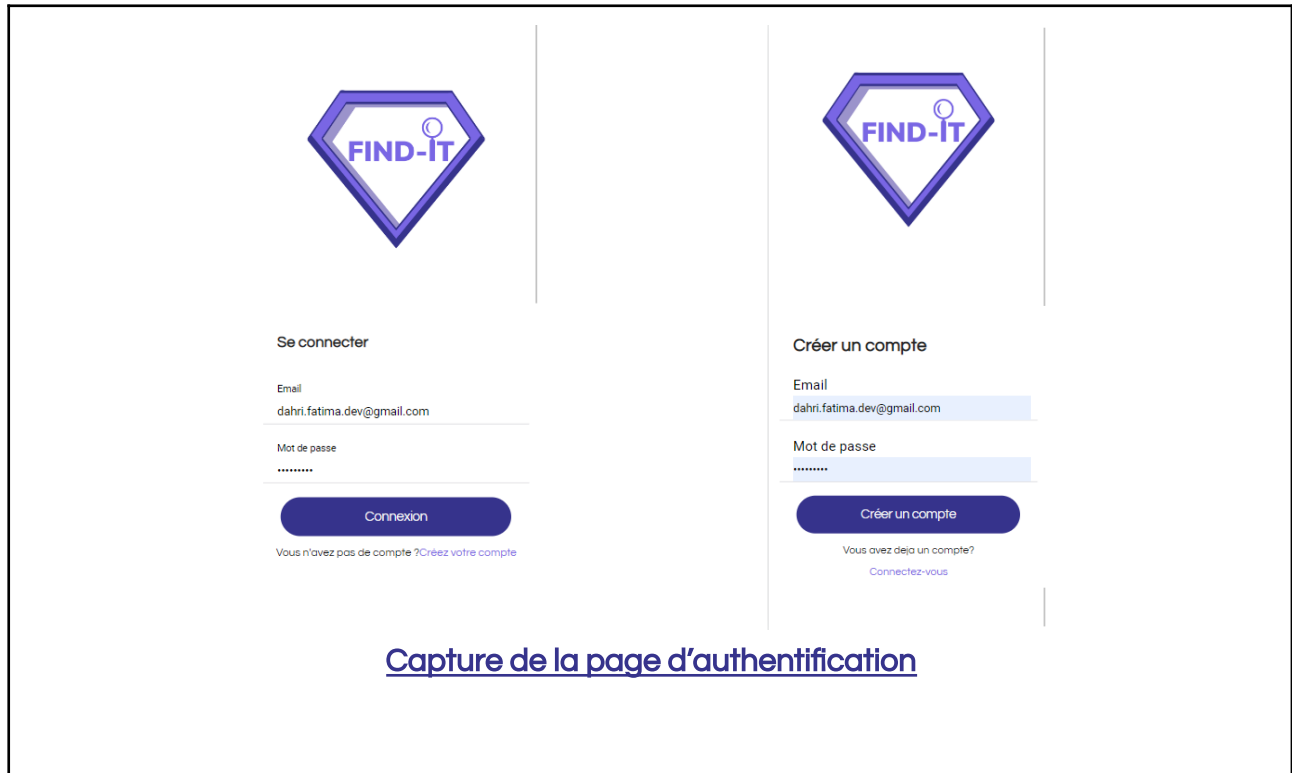 FIND-IT
Se connecter
Email
dahri.fatima.dev@gmail.com
Mot de passe
•••••••••
Connexion
Vous n'avez pas de compte ?Créez votre compte
FIND-IT
Créer un compte
Email
dahri.fatima.dev@gmail.com
Mot de passe
•••••••••
Créer un compte
Vous avez deja un compte?
Connectez-vous
Capture de la page d’authentification